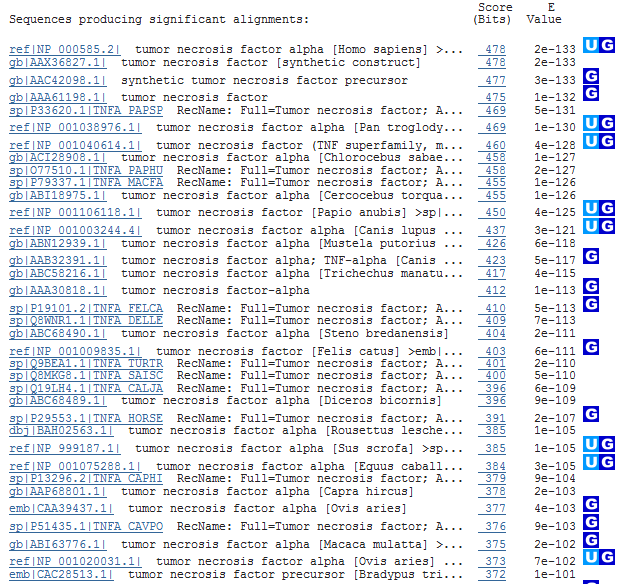 Score E
Sequences producing significant alignments: (Bits) Value
ref|NP_000585.2| tumor necrosis factor alpha [Homo sapiens] >... 478 2e-133 U G
gb|AAX36827.1| tumor necrosis factor [synthetic construct] 478 2e-133
gb|AAC42098.1| synthetic tumor necrosis factor precursor 477 3e-133 G
gb|AAA61198.1| tumor necrosis factor 475 1e-132 G
sp|P33620.1|TNFA_PAPSP RecName: Full=Tumor necrosis factor; A... 469 5e-131
ref|NP_001038976.1| tumor necrosis factor alpha [Pan troglody... 469 1e-130 U G
ref|NP_001040614.1| tumor necrosis factor (TNF superfamily, m... 460 4e-128 U G
gb|ACI28908.1| tumor necrosis factor alpha [Chlorocebus sabae... 458 1e-127
sp|O77510.1|TNFA_PAPHU RecName: Full=Tumor necrosis factor; A... 458 2e-127
sp|P79337.1|TNFA_MACFA RecName: Full=Tumor necrosis factor; A... 455 1e-126
gb|ABI18975.1| tumor necrosis factor alpha [Cercocebus torqua... 455 1e-126
ref|NP_001106118.1| tumor necrosis factor [Papio anubis] >sp|... 450 4e-125 U G
ref|NP_001003244.4| tumor necrosis factor alpha [Canis lupus ... 437 3e-121 U G
gb|ABN12939.1| tumor necrosis factor alpha [Mustela putorius ... 426 6e-118
gb|AAB32391.1| tumor necrosis factor alpha; TNF-alpha [Canis ... 423 5e-117 G
gb|ABC58216.1| tumor necrosis factor alpha [Trichechus manatu... 417 4e-115
gb|AAA30818.1| tumor necrosis factor-alpha 412 1e-113 G
sp|P19101.2|TNFA_FELCA RecName: Full=Tumor necrosis factor; A... 410 5e-113 G
sp|Q8WNR1.1|TNFA_DELLE RecName: Full=Tumor necrosis factor; A... 409 7e-113
gb|ABC68490.1| tumor necrosis factor alpha [Steno bredanensis] 404 2e-111
ref|NP_001009835.1| tumor necrosis factor [Felis catus] >emb|... 403 6e-111 G
sp|Q9BEA1.1|TNFA_TURTR RecName: Full=Tumor necrosis factor; A... 401 2e-110
sp|Q8MKG8.1|TNFA_SAISC RecName: Full=Tumor necrosis factor; A... 400 5e-110
sp|Q19LH4.1|TNFA_CALJA RecName: Full=Tumor necrosis factor; A... 396 6e-109
gb|ABC68489.1| tumor necrosis factor alpha [Diceros bicornis] 396 9e-109
sp|P29553.1|TNFA_HORSE RecName: Full=Tumor necrosis factor; A... 391 2e-107 G
dbj|BAH02563.1| tumor necrosis factor alpha [Rousettus lesche... 385 1e-105
ref|NP_999187.1| tumor necrosis factor alpha [Sus scrofa] >sp... 385 1e-105 U G
ref|NP_001075288.1| tumor necrosis factor alpha [Equus caball... 384 3e-105 U G
sp|P13296.2|TNFA_CAPHI RecName: Full=Tumor necrosis factor; A... 379 9e-104
gb|AAP68801.1| tumor necrosis factor alpha [Capra hircus] 378 2e-103
emb|CAA39437.1| tumor necrosis factor alpha [Ovis aries] 377 4e-103 G
sp|P51435.1|TNFA_CAVPO RecName: Full=Tumor necrosis factor; A... 376 9e-103 G
gb|ABI63776.1| tumor necrosis factor alpha [Macaca mulatta] >... 375 2e-102 G
ref|NP_001020031.1| tumor necrosis factor alpha [Ovis aries] ... 373 7e-102 U G
emb|CAC28513.1| tumor necrosis factor precursor [Bradypus tri... 372 1e-101